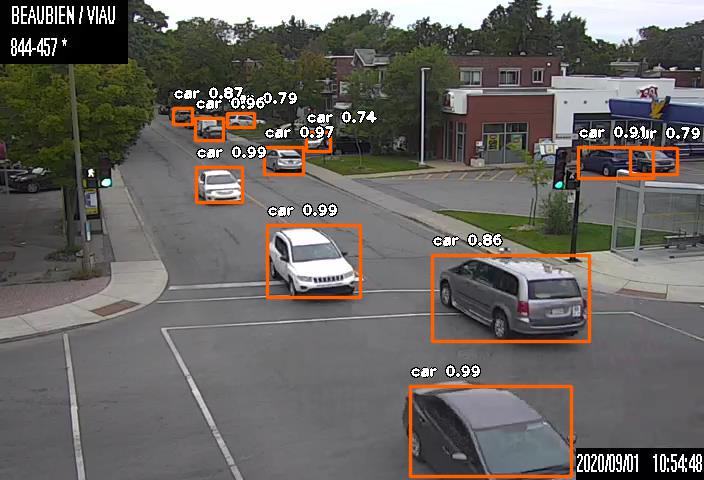 BEAUBIEN / VIAU
844-457 *
car 0.87
car 0.96
0.79
car 0.74
car 0.97
car 0.91
0.79
car 0.99
car 0.99
car 0.86
car 0.99
2020/09/01 10:54:48